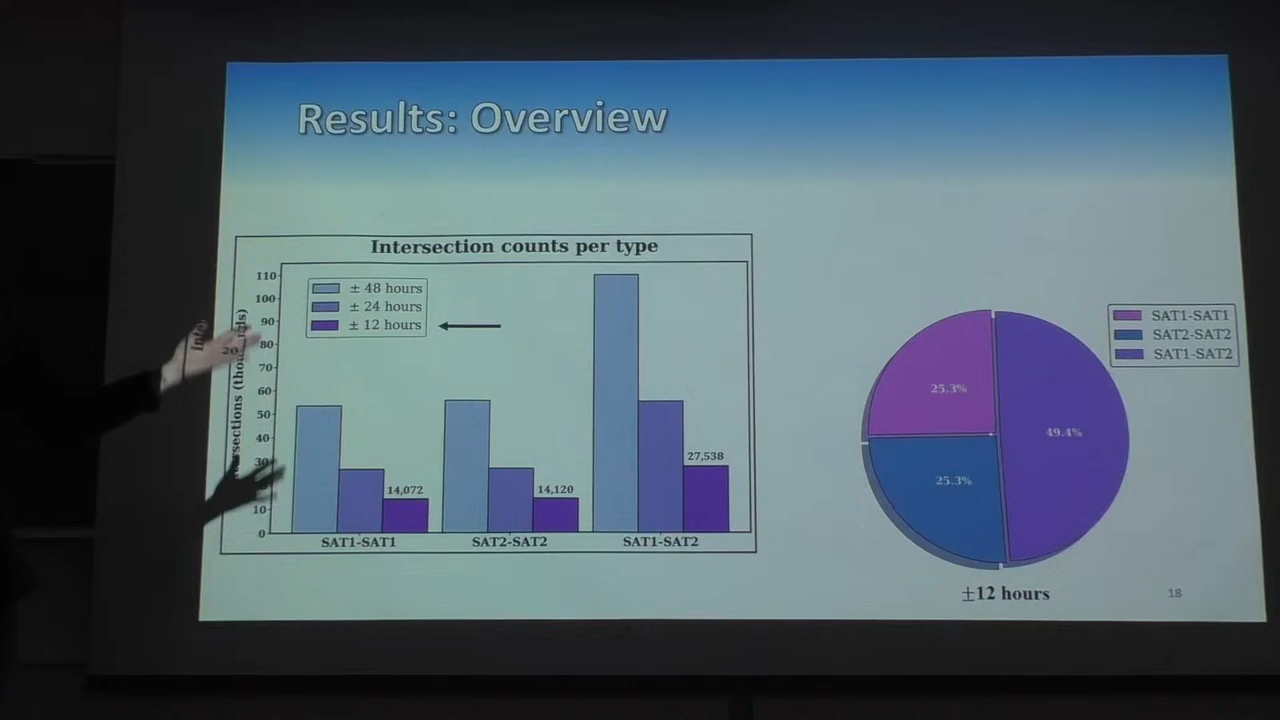 Results: Overview
Intersection counts per type
± 48 hours
± 24 hours
± 12 hours
110
100
90
80
70
60
50
40
30
20
10
0
14,072
14,120
27,538
SAT1-SAT1
SAT2-SAT2
SAT1-SAT2
SAT1-SAT1
SAT2-SAT2
SAT1-SAT2
25.3%
49.4%
25.3%
±12 hours
18